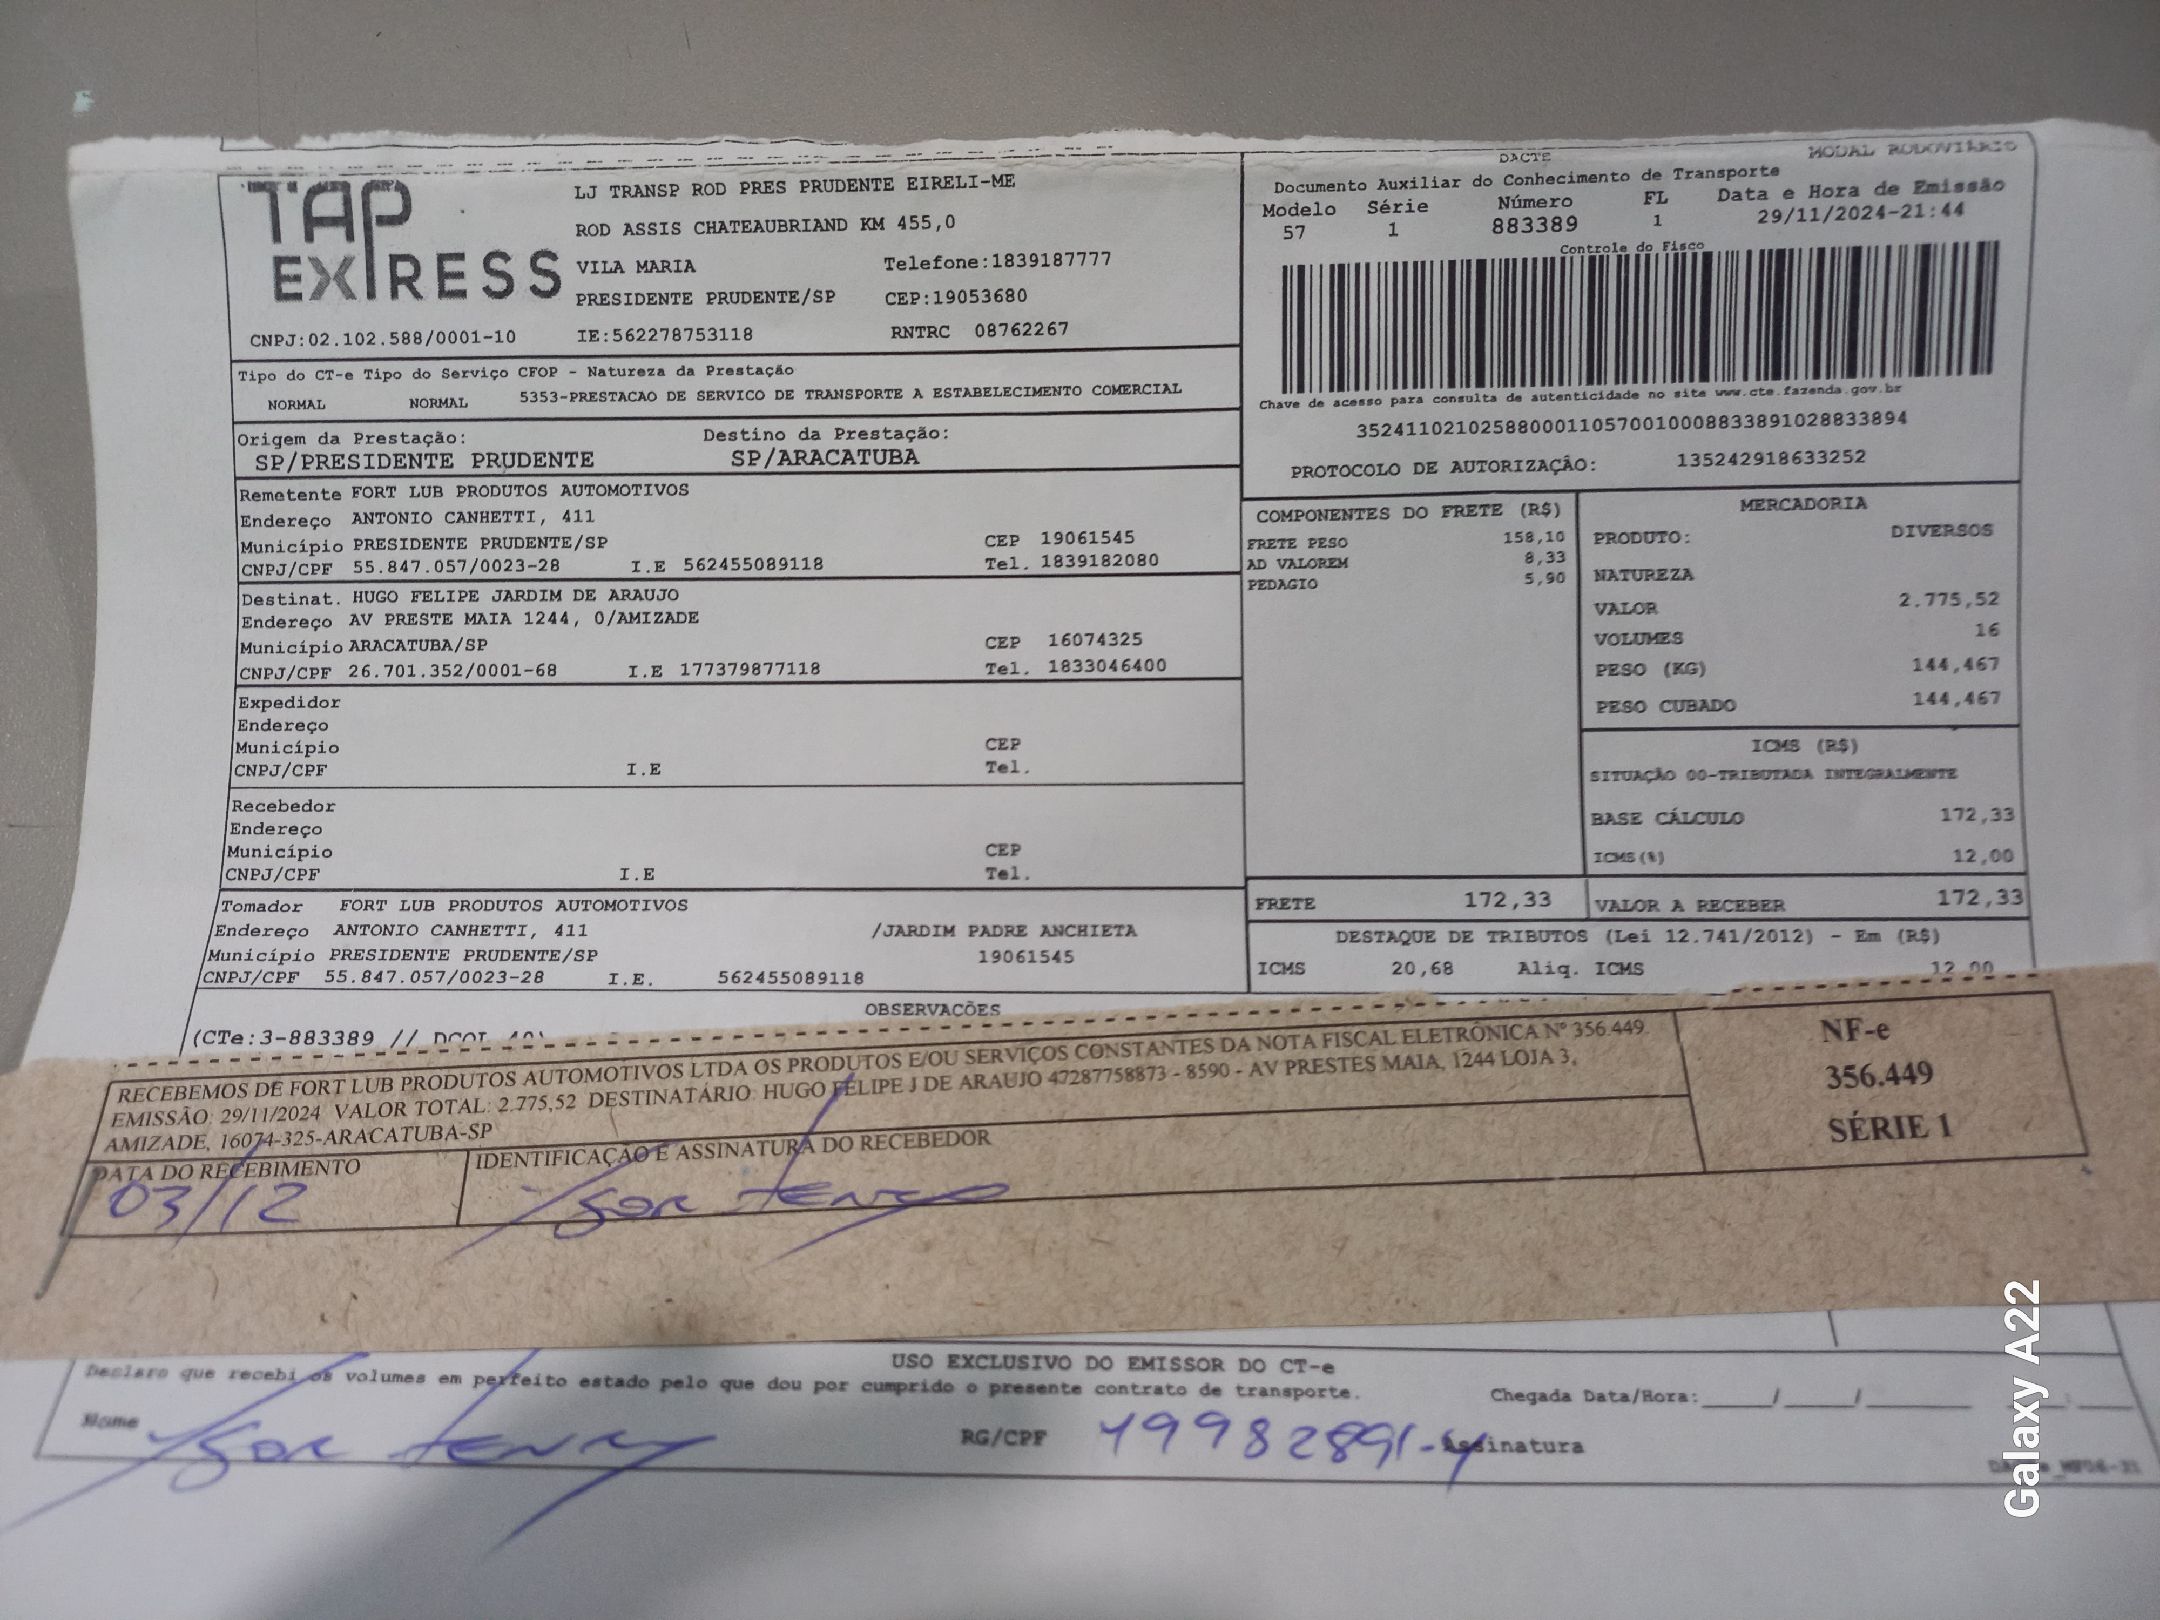 TAP EXPRESS
LJ TRANSP ROD PRES PRUDENTE EIRELI-ME
ROD ASSIS CHATEAUBRIAND KM 455,0
VILA MARIA Telefone:1839187777
PRESIDENTE PRUDENTE/SP CEP:19053680
CNPJ:02.102.588/0001-10 IE:562278753118 RNTRC 08762267
DACTE MODAL RODOVIÁRIO
Documento Auxiliar do Conhecimento de Transporte
Modelo Série Número FL Data e Hora de Emissão
57 1 883389 1 29/11/2024-21:44
Controle do Fisco
Chave de acesso para consulta de autenticidade no site www.cte.fazenda.gov.br
35241102102588000110570010008833891028833894
PROTOCOLO DE AUTORIZAÇÃO: 135242918633252
Tipo do CT-e Tipo do Serviço CFOP - Natureza da Prestação
NORMAL NORMAL 5353-PRESTACAO DE SERVICO DE TRANSPORTE A ESTABELECIMENTO COMERCIAL
Origem da Prestação: Destino da Prestação:
SP/PRESIDENTE PRUDENTE SP/ARACATUBA
Remetente FORT LUB PRODUTOS AUTOMOTIVOS
Endereço ANTONIO CANHETTI, 411
Município PRESIDENTE PRUDENTE/SP CEP 19061545
CNPJ/CPF 55.847.057/0023-28 I.E 562455089118 Tel. 1839182080
Destinat. HUGO FELIPE JARDIM DE ARAUJO
Endereço AV PRESTE MAIA 1244, 0/AMIZADE
Município ARACATUBA/SP CEP 16074325
CNPJ/CPF 26.701.352/0001-68 I.E 177379877118 Tel. 1833046400
Expedidor
Endereço
Município CEP
CNPJ/CPF I.E Tel.
Recebedor
Endereço
Município CEP
CNPJ/CPF I.E Tel.
Tomador FORT LUB PRODUTOS AUTOMOTIVOS
Endereço ANTONIO CANHETTI, 411 /JARDIM PADRE ANCHIETA
Município PRESIDENTE PRUDENTE/SP 19061545
CNPJ/CPF 55.847.057/0023-28 I.E. 562455089118
COMPONENTES DO FRETE (R$)
FRETE PESO 158,10
AD VALOREM 8,33
PEDAGIO 5,90
MERCADORIA
PRODUTO: DIVERSOS
NATUREZA
VALOR 2.775,52
VOLUMES 16
PESO (KG) 144,467
PESO CUBADO 144,467
ICMS (R$)
SITUAÇÃO 00-TRIBUTADA INTEGRALMENTE
BASE CÁLCULO 172,33
ICMS(%) 12,00
FRETE 172,33 VALOR A RECEBER 172,33
DESTAQUE DE TRIBUTOS (Lei 12.741/2012) - Em (R$)
ICMS 20,68 Aliq. ICMS 12,00
OBSERVAÇÕES
(CTe:3-883389 //
RECEBEMOS DE FORT LUB PRODUTOS AUTOMOTIVOS LTDA OS PRODUTOS E/OU SERVIÇOS CONSTANTES DA NOTA FISCAL ELETRÔNICA Nº 356.449.
EMISSÃO: 29/11/2024 VALOR TOTAL: 2.775,52 DESTINATÁRIO: HUGO FELIPE J DE ARAUJO 47287758873 - 8590 - AV PRESTES MAIA, 1244 LOJA 3,
AMIZADE, 16074-325-ARACATUBA-SP
DATA DO RECEBIMENTO IDENTIFICAÇÃO E ASSINATURA DO RECEBEDOR
03/12
NF-e
356.449
SÉRIE 1
USO EXCLUSIVO DO EMISSOR DO CT-e
Declaro que recebi os volumes em perfeito estado pelo que dou por cumprido o presente contrato de transporte. Chegada Data/Hora: ___/___/___ ___:___
Nome RG/CPF Assinatura
Galaxy A22